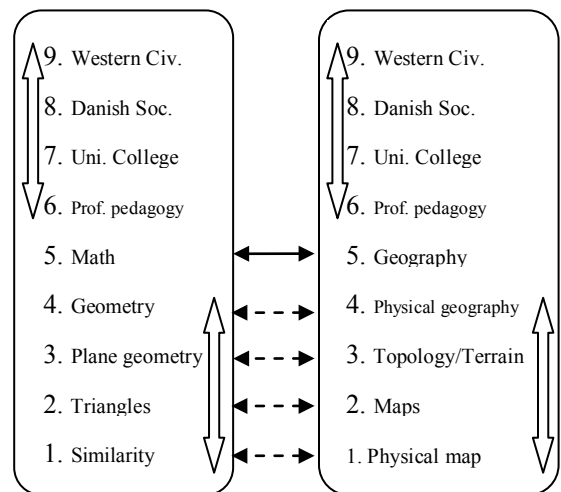 9. Western Civ.
8. Danish Soc.
7. Uni. College
6. Prof. pedagogy
5. Math
4. Geometry
3. Plane geometry
2. Triangles
1. Similarity
9. Western Civ.
8. Danish Soc.
7. Uni. College
6. Prof. pedagogy
5. Geography
4. Physical geography
3. Topology/Terrain
2. Maps
1. Physical map